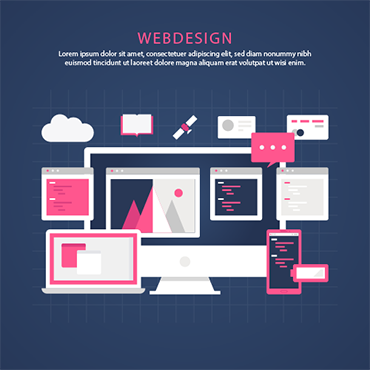 WEBDESIGN
Lorem ipsum dolor sit amet, consectetuer adipiscing elit, sed diam nonummy nibh
euismod tincidunt ut laoreet dolore magna aliquam erat volutpat ut wisi enim.